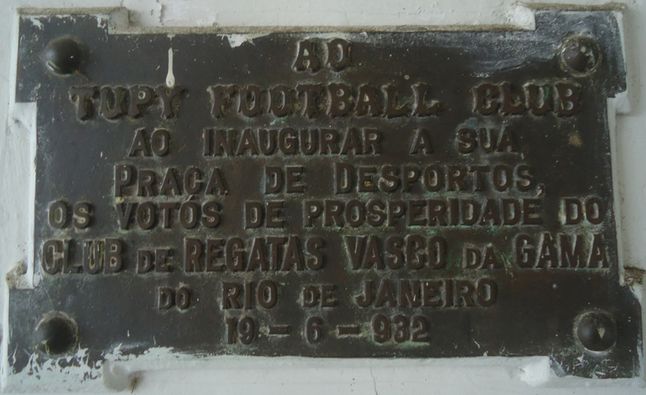 AO
TUPY FOOTBALL CLUB
AO INAUGURAR A SUA
PRAÇA DE DESPORTOS,
OS VOTOS DE PROSPERIDADE DO
CLUB DE REGATAS VASCO DA GÂMA
DO RIO DE JANEIRO
19-6-932